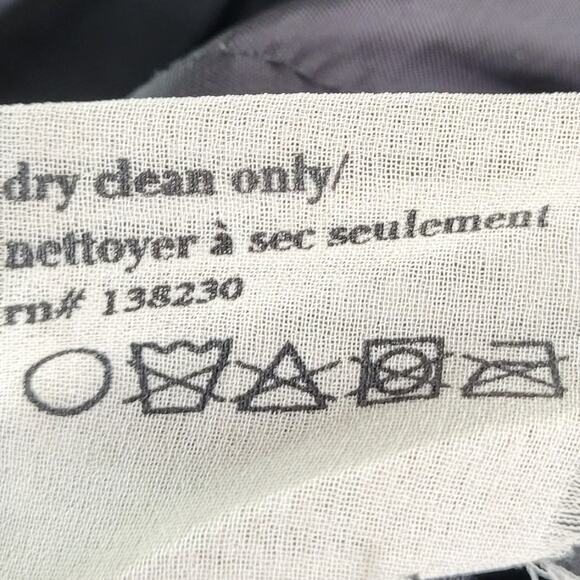 dry clean only/
nettoyer à sec seulement
rn# 138230